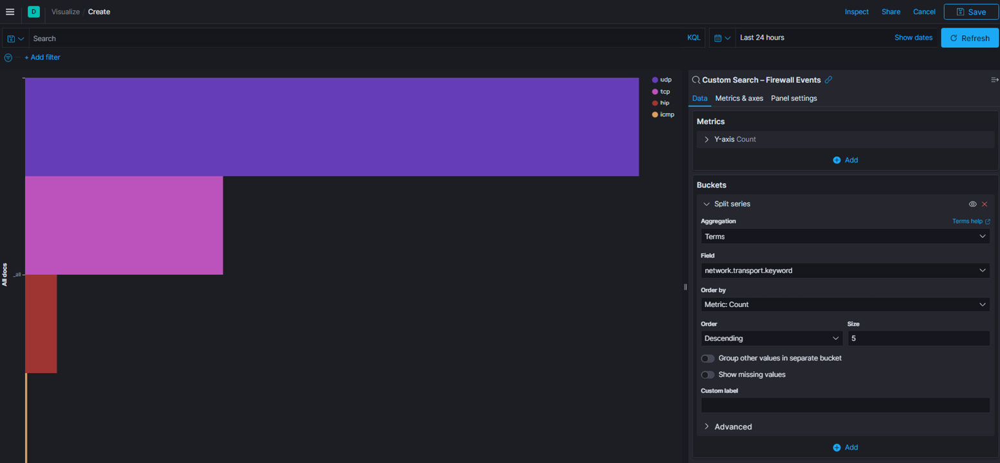 D Visualize / Create Inspect Share Cancel Save
Search KQL Last 24 hours Show dates Refresh
+ Add filter
All docs
_all
udp
tcp
hip
icmp
Custom Search – Firewall Events
Data Metrics & axes Panel settings
Metrics
Y-axis Count
Add
Buckets
Split series
Aggregation Terms help
Terms
Field
network.transport.keyword
Order by
Metric: Count
Order Size
Descending 5
Group other values in separate bucket
Show missing values
Custom label
Advanced
Add